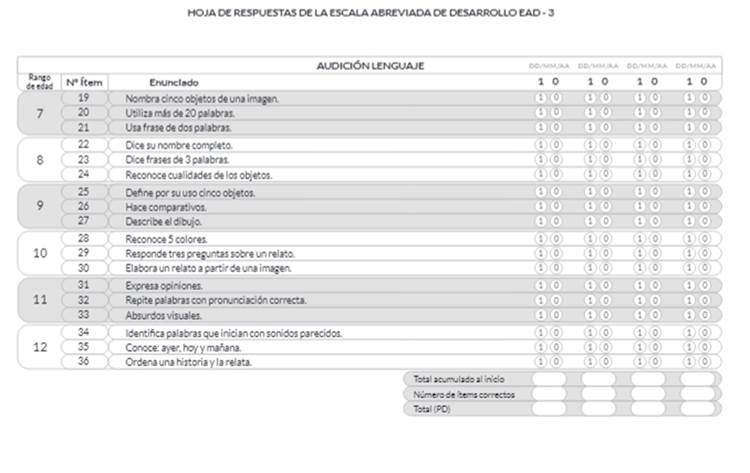 HOJA DE RESPUESTAS DE LA ESCALA ABREVIADA DE DESARROLLO EAD - 3
AUDICIÓN LENGUAJE DD/MM/AA DD/MM/AA DD/MM/AA DD/MM/AA
Rango de edad Nº Ítem Enunciado 1 0 1 0 1 0 1 0
7
19 Nombra cinco objetos de una imagen. 1 0 1 0 1 0 1 0
20 Utiliza más de 20 palabras. 1 0 1 0 1 0 1 0
21 Usa frase de dos palabras. 1 0 1 0 1 0 1 0
8
22 Dice su nombre completo. 1 0 1 0 1 0 1 0
23 Dice frases de 3 palabras. 1 0 1 0 1 0 1 0
24 Reconoce cualidades de los objetos. 1 0 1 0 1 0 1 0
9
25 Define por su uso cinco objetos. 1 0 1 0 1 0 1 0
26 Hace comparativos. 1 0 1 0 1 0 1 0
27 Describe el dibujo. 1 0 1 0 1 0 1 0
10
28 Reconoce 5 colores. 1 0 1 0 1 0 1 0
29 Responde tres preguntas sobre un relato. 1 0 1 0 1 0 1 0
30 Elabora un relato a partir de una imagen. 1 0 1 0 1 0 1 0
11
31 Expresa opiniones. 1 0 1 0 1 0 1 0
32 Repite palabras con pronunciación correcta. 1 0 1 0 1 0 1 0
33 Absurdos visuales. 1 0 1 0 1 0 1 0
12
34 Identifica palabras que inician con sonidos parecidos. 1 0 1 0 1 0 1 0
35 Conoce: ayer, hoy y mañana. 1 0 1 0 1 0 1 0
36 Ordena una historia y la relata. 1 0 1 0 1 0 1 0
Total acumulado al inicio
Número de ítems correctos
Total (PD)